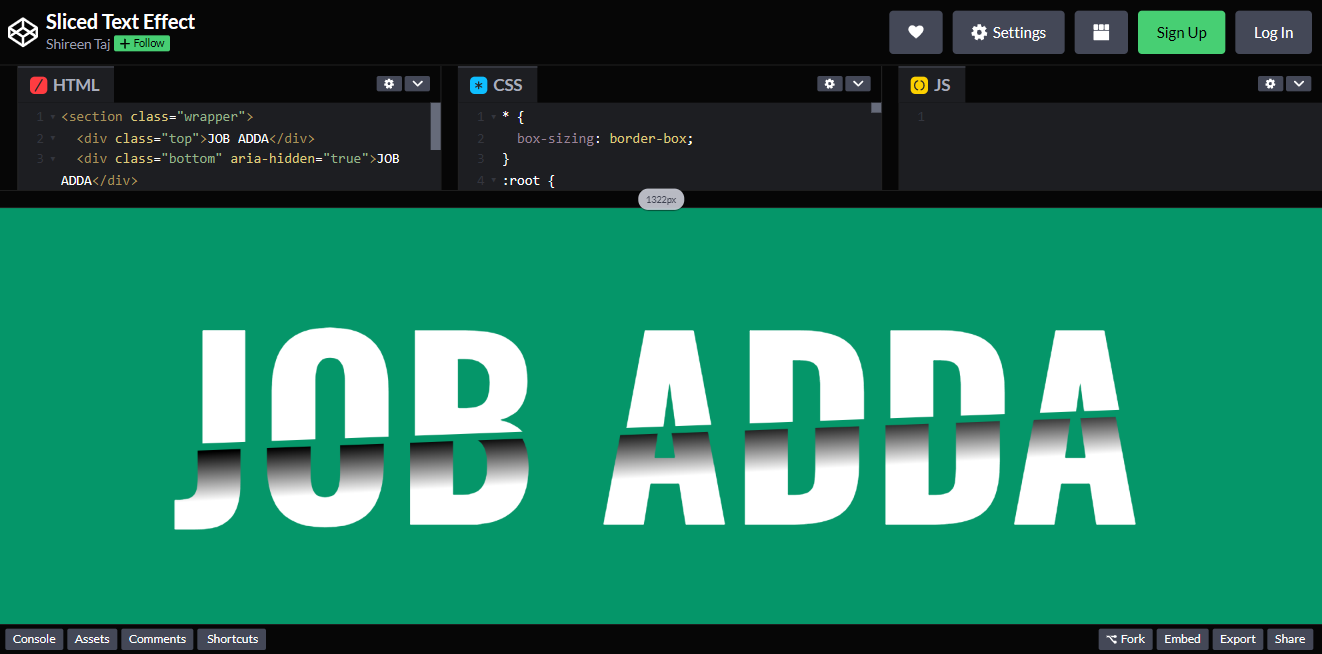 Sliced Text Effect
Shireen Taj + Follow
Settings
Sign Up
Log In
HTML
1 <section class="wrapper">
2 <div class="top">JOB ADDA</div>
3 <div class="bottom" aria-hidden="true">JOB
ADDA</div>
CSS
1 * {
2 box-sizing: border-box;
3 }
4 :root {
JS
1
1322px
JOB ADDA
Console Assets Comments Shortcuts
Fork Embed Export Share